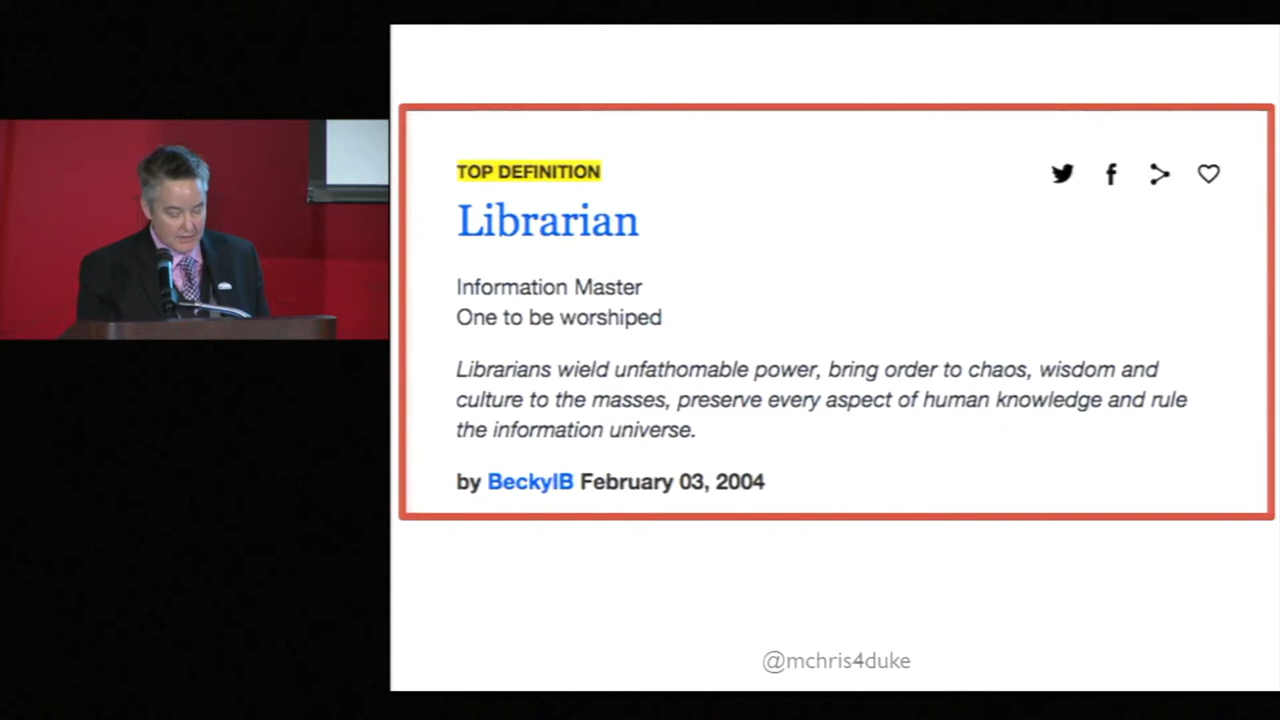 TOP DEFINITION
Librarian
Information Master
One to be worshiped
Librarians wield unfathomable power, bring order to chaos, wisdom and
culture to the masses, preserve every aspect of human knowledge and rule
the information universe.
by BeckyIB February 03, 2004
@mchris4duke